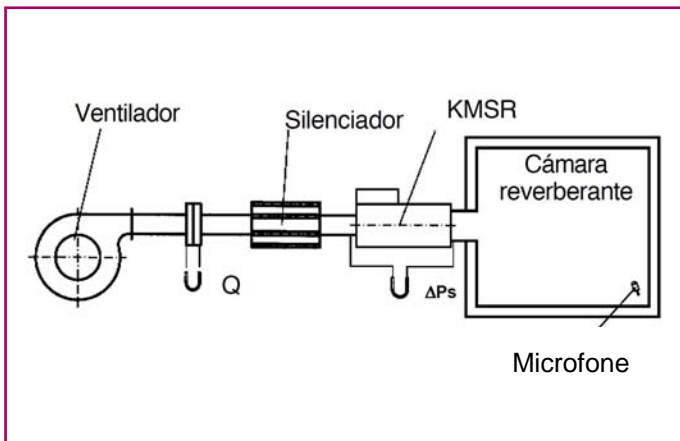 Ventilador
Silenciador
KMSR
Cámara
reverberante
Q
ΔPs
Microfone